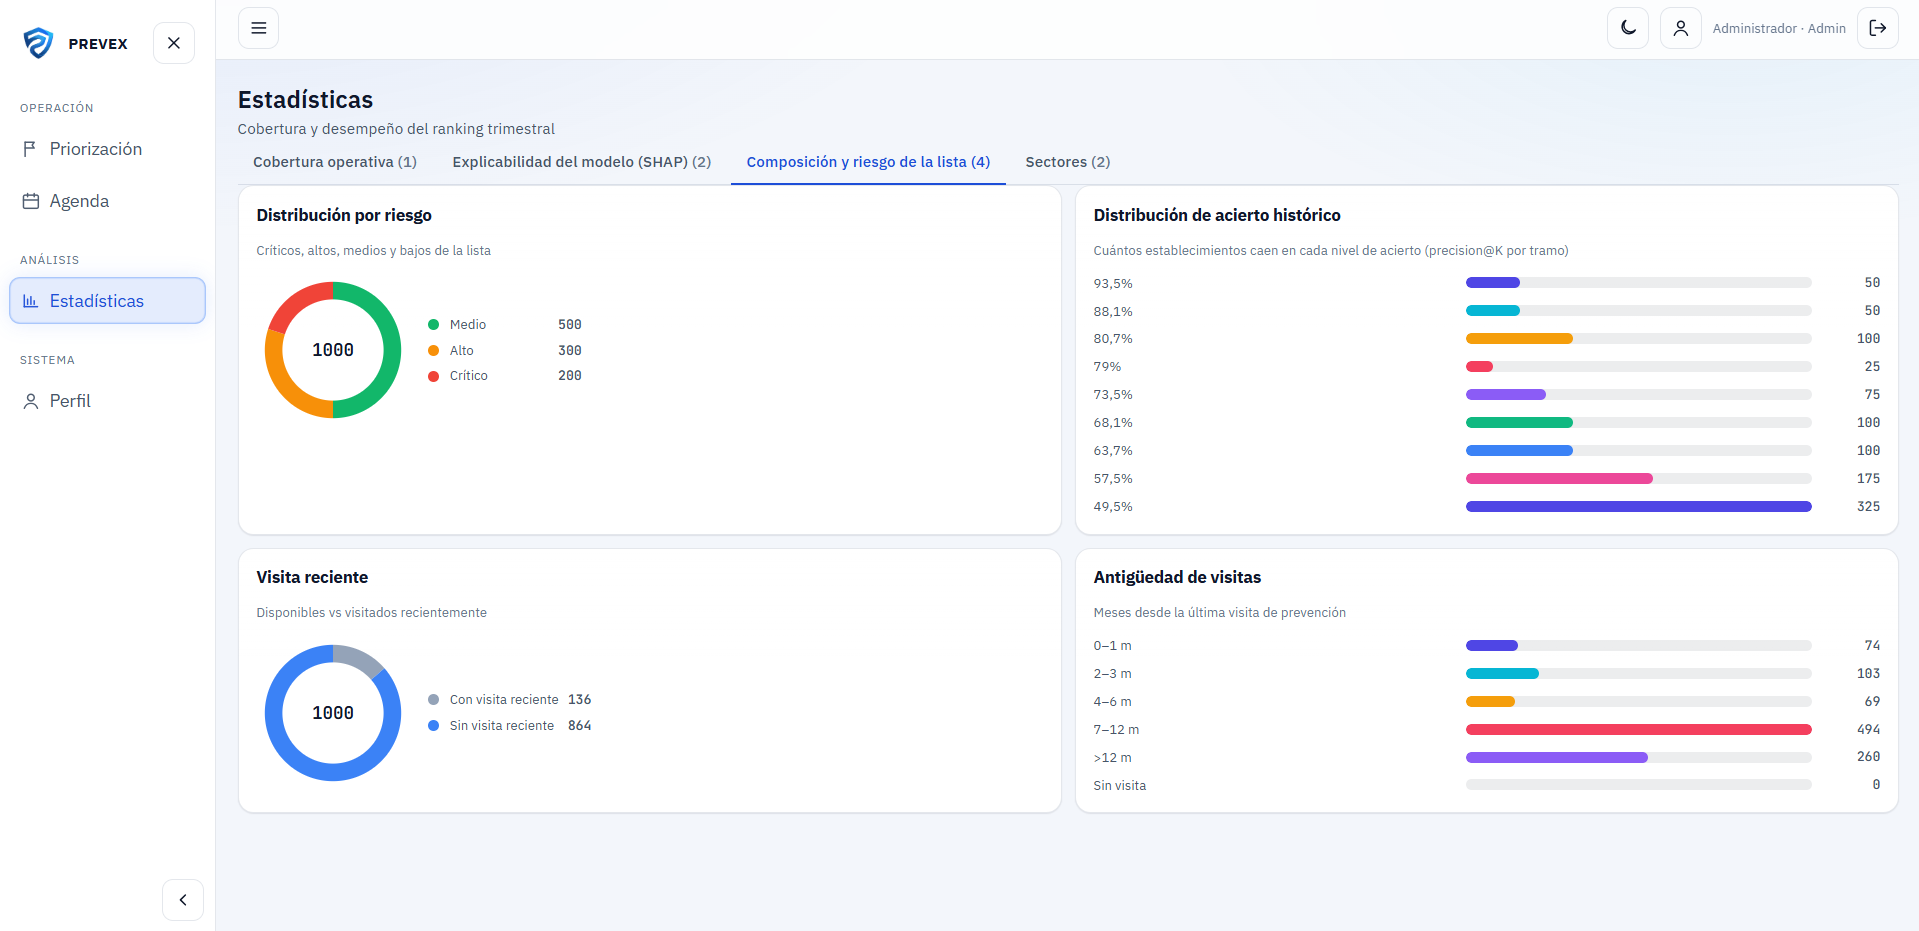 PREVEX
OPERACIÓN
Priorización
Agenda
ANÁLISIS
Estadísticas
SISTEMA
Perfil
Administrador · Admin
Estadísticas
Cobertura y desempeño del ranking trimestral
Cobertura operativa (1)
Explicabilidad del modelo (SHAP) (2)
Composición y riesgo de la lista (4)
Sectores (2)
Distribución por riesgo
Críticos, altos, medios y bajos de la lista
1000
Medio 500
Alto 300
Crítico 200
Distribución de acierto histórico
Cuántos establecimientos caen en cada nivel de acierto (precision@K por tramo)
93,5% 50
88,1% 50
80,7% 100
79% 25
73,5% 75
68,1% 100
63,7% 100
57,5% 175
49,5% 325
Visita reciente
Disponibles vs visitados recientemente
1000
Con visita reciente 136
Sin visita reciente 864
Antigüedad de visitas
Meses desde la última visita de prevención
0–1 m 74
2–3 m 103
4–6 m 69
7–12 m 494
>12 m 260
Sin visita 0